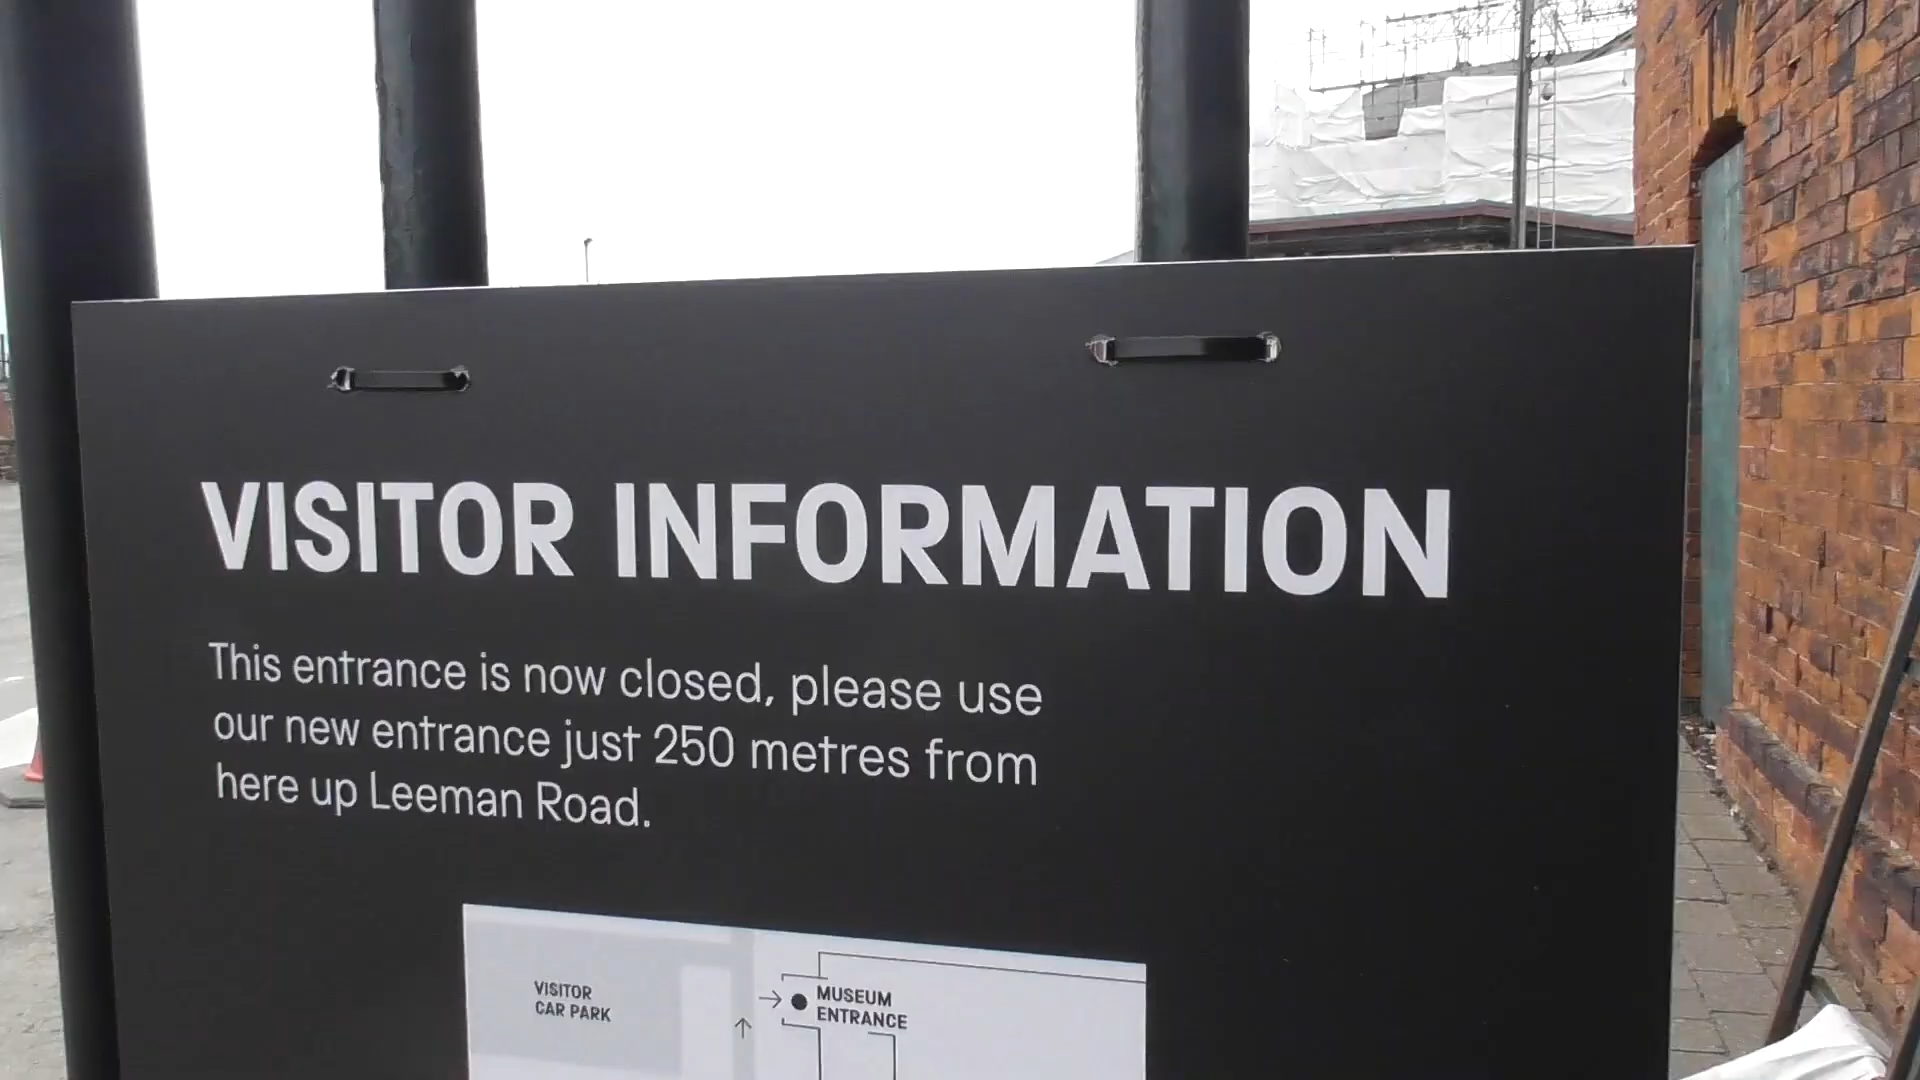 VISITOR INFORMATION
This entrance is now closed, please use
our new entrance just 250 metres from
here up Leeman Road.
VISITOR
CAR PARK
MUSEUM
ENTRANCE